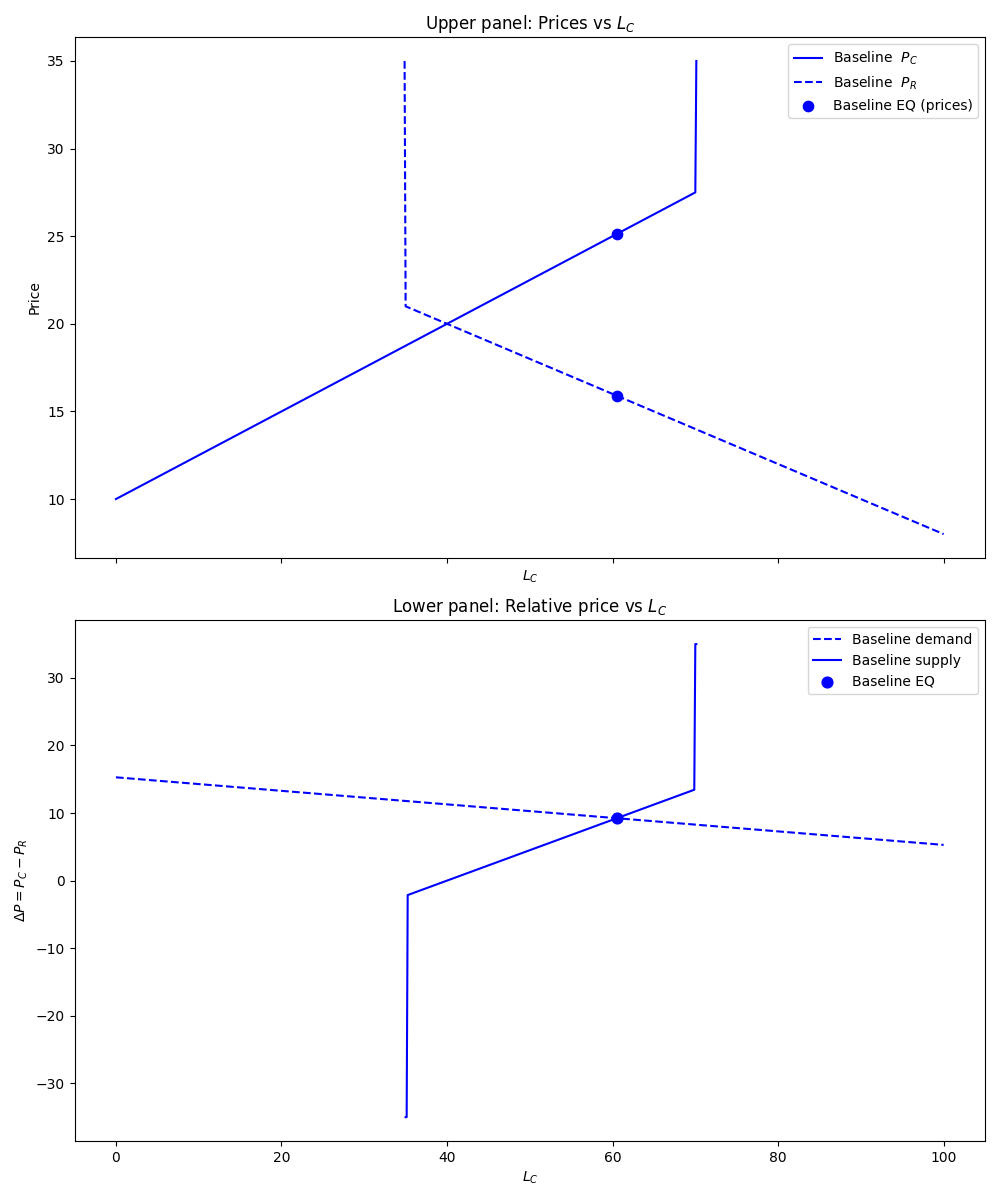 Upper panel: Prices vs $L_C$
Baseline $P_C$
Baseline $P_R$
Baseline EQ (prices)
35
30
25
20
15
10
Price
$L_C$
Lower panel: Relative price vs $L_C$
Baseline demand
Baseline supply
Baseline EQ
30
20
10
0
−10
−20
−30
$\Delta P = P_C - P_R$
0 20 40 60 80 100
$L_C$